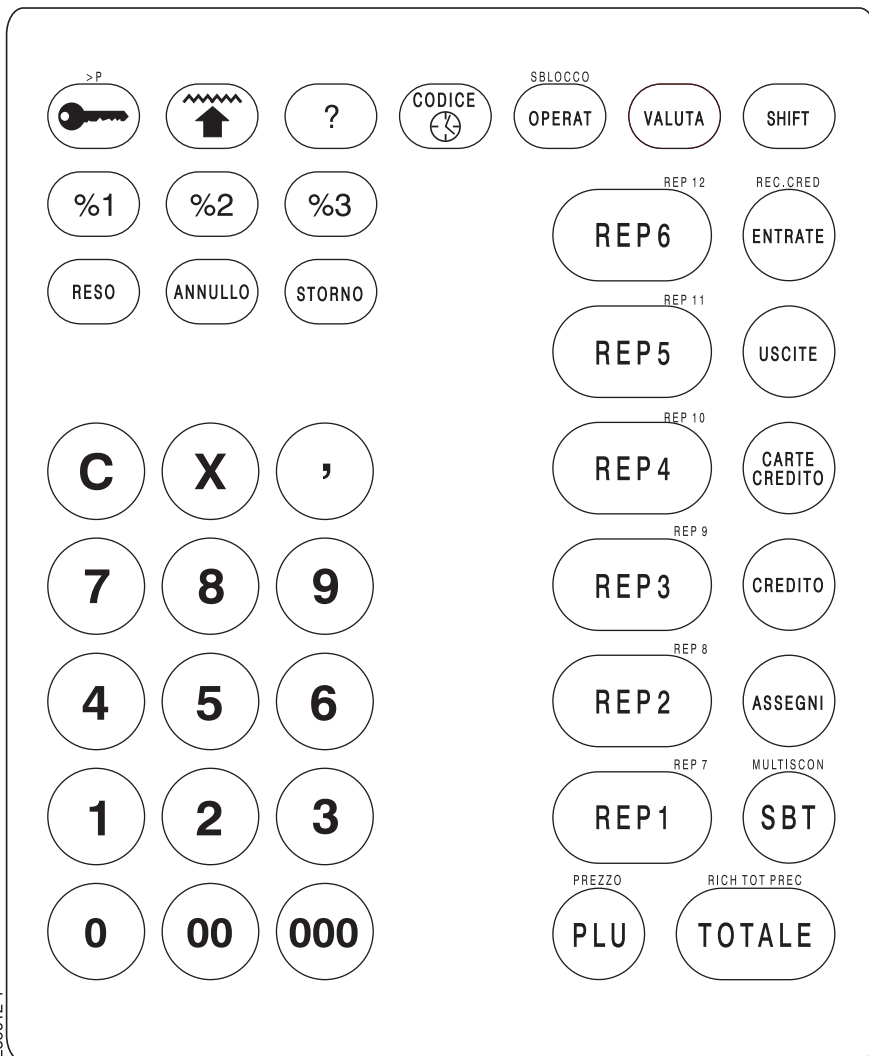 >P SBLOCCO
? CODICE OPERAT VALUTA SHIFT
REP 12 REC.CRED
%1 %2 %3 REP6 ENTRATE
RESO ANNULLO STORNO
REP 11
REP5 USCITE
REP 10
C X , REP4 CARTE CREDITO
REP 9
7 8 9 REP3 CREDITO
REP 8
4 5 6 REP2 ASSEGNI
REP 7 MULTISCON
1 2 3 REP1 SBT
PREZZO RICH TOT PREC
0 00 000 PLU TOTALE